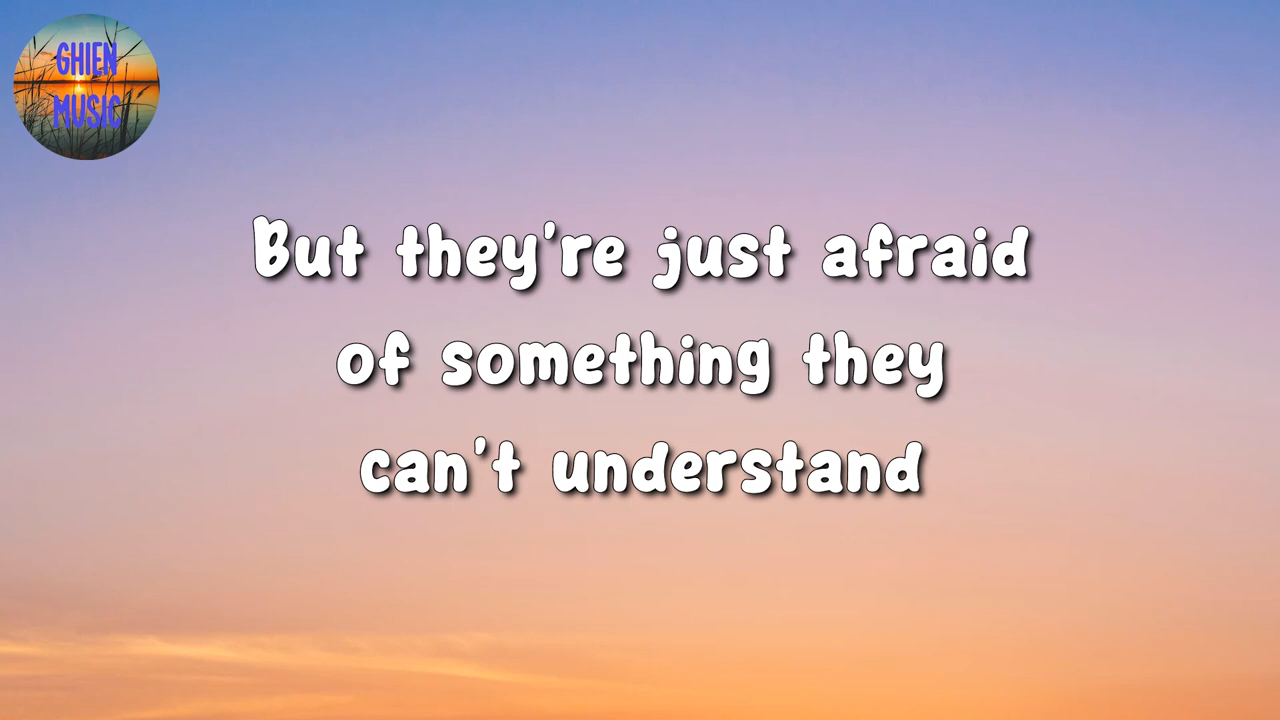 GHIEN
MUSIC
But they're just afraid
of something they
can't understand